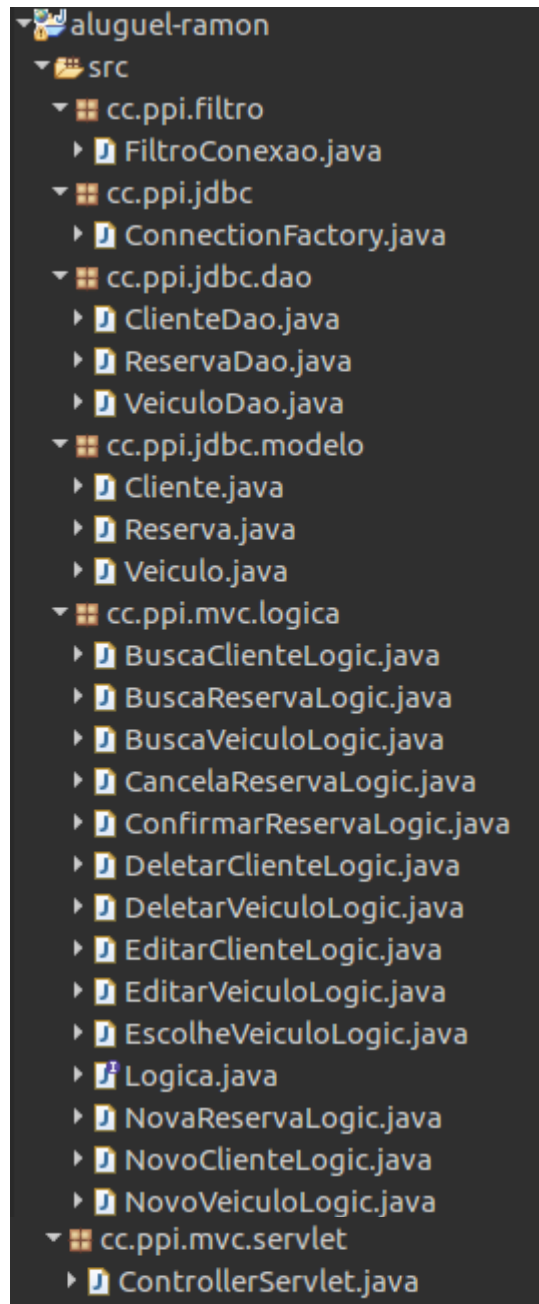 aluguel-ramon
src
cc.ppi.filtro
FiltroConexao.java
cc.ppi.jdbc
ConnectionFactory.java
cc.ppi.jdbc.dao
ClienteDao.java
ReservaDao.java
VeiculoDao.java
cc.ppi.jdbc.modelo
Cliente.java
Reserva.java
Veiculo.java
cc.ppi.mvc.logica
BuscaClienteLogic.java
BuscaReservaLogic.java
BuscaVeiculoLogic.java
CancelaReservaLogic.java
ConfirmarReservaLogic.java
DeletarClienteLogic.java
DeletarVeiculoLogic.java
EditarClienteLogic.java
EditarVeiculoLogic.java
EscolheVeiculoLogic.java
Logica.java
NovaReservaLogic.java
NovoClienteLogic.java
NovoVeiculoLogic.java
cc.ppi.mvc.servlet
ControllerServlet.java